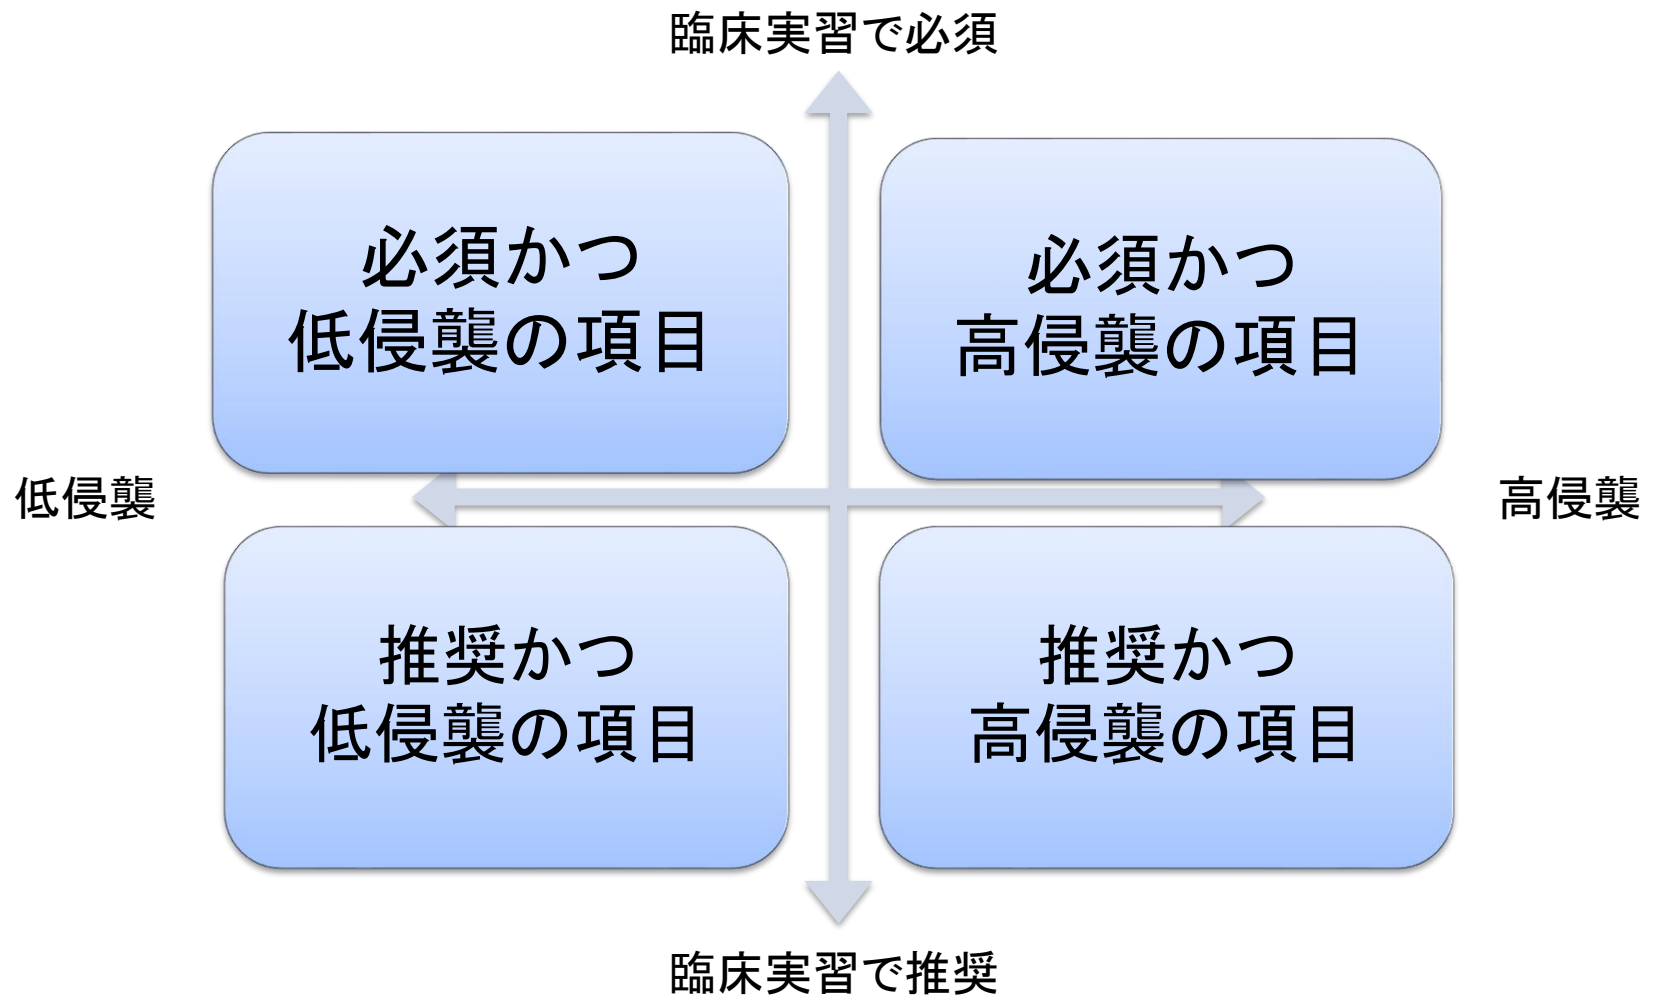 臨床実習で必須
必須かつ
低侵襲の項目
必須かつ
高侵襲の項目
低侵襲
高侵襲
推奨かつ
低侵襲の項目
推奨かつ
高侵襲の項目
臨床実習で推奨